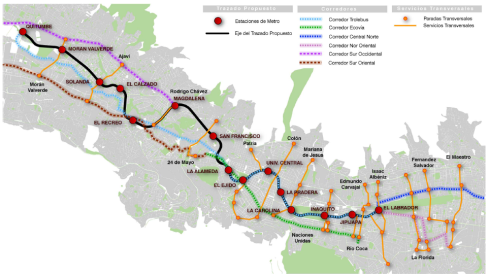 Trazado Propuesto
Estaciones de Metro
Eje del Trazado Propuesto
Corredores
Corredor Trolebus
Corredor Ecovia
Corredor Central Norte
Corredor Nor Oriental
Corredor Sur Occidental
Corredor Sur Oriental
Servicios Transversales
Paradas Transversales
Servicios Transversales
QUITUMBE
MORAN VALVERDE
Ajaví
SOLANDA
EL CALZADO
Morán
Valverde
Rodrigo Chávez
MAGDALENA
EL RECREO
SAN FRANCISCO
24 de Mayo
Patria
Colón
LA ALAMEDA
UNIV. CENTRAL
Mariana
de Jesus
EL EJIDO
LA PRADERA
LA CAROLINA
IÑAQUITO
Edmundo
Carvajal
Isaac
Albéniz
Fernandez
Salvador
El Maestro
JIPIJAPA
EL LABRADOR
Naciones
Unidas
Río Coca
La Florida